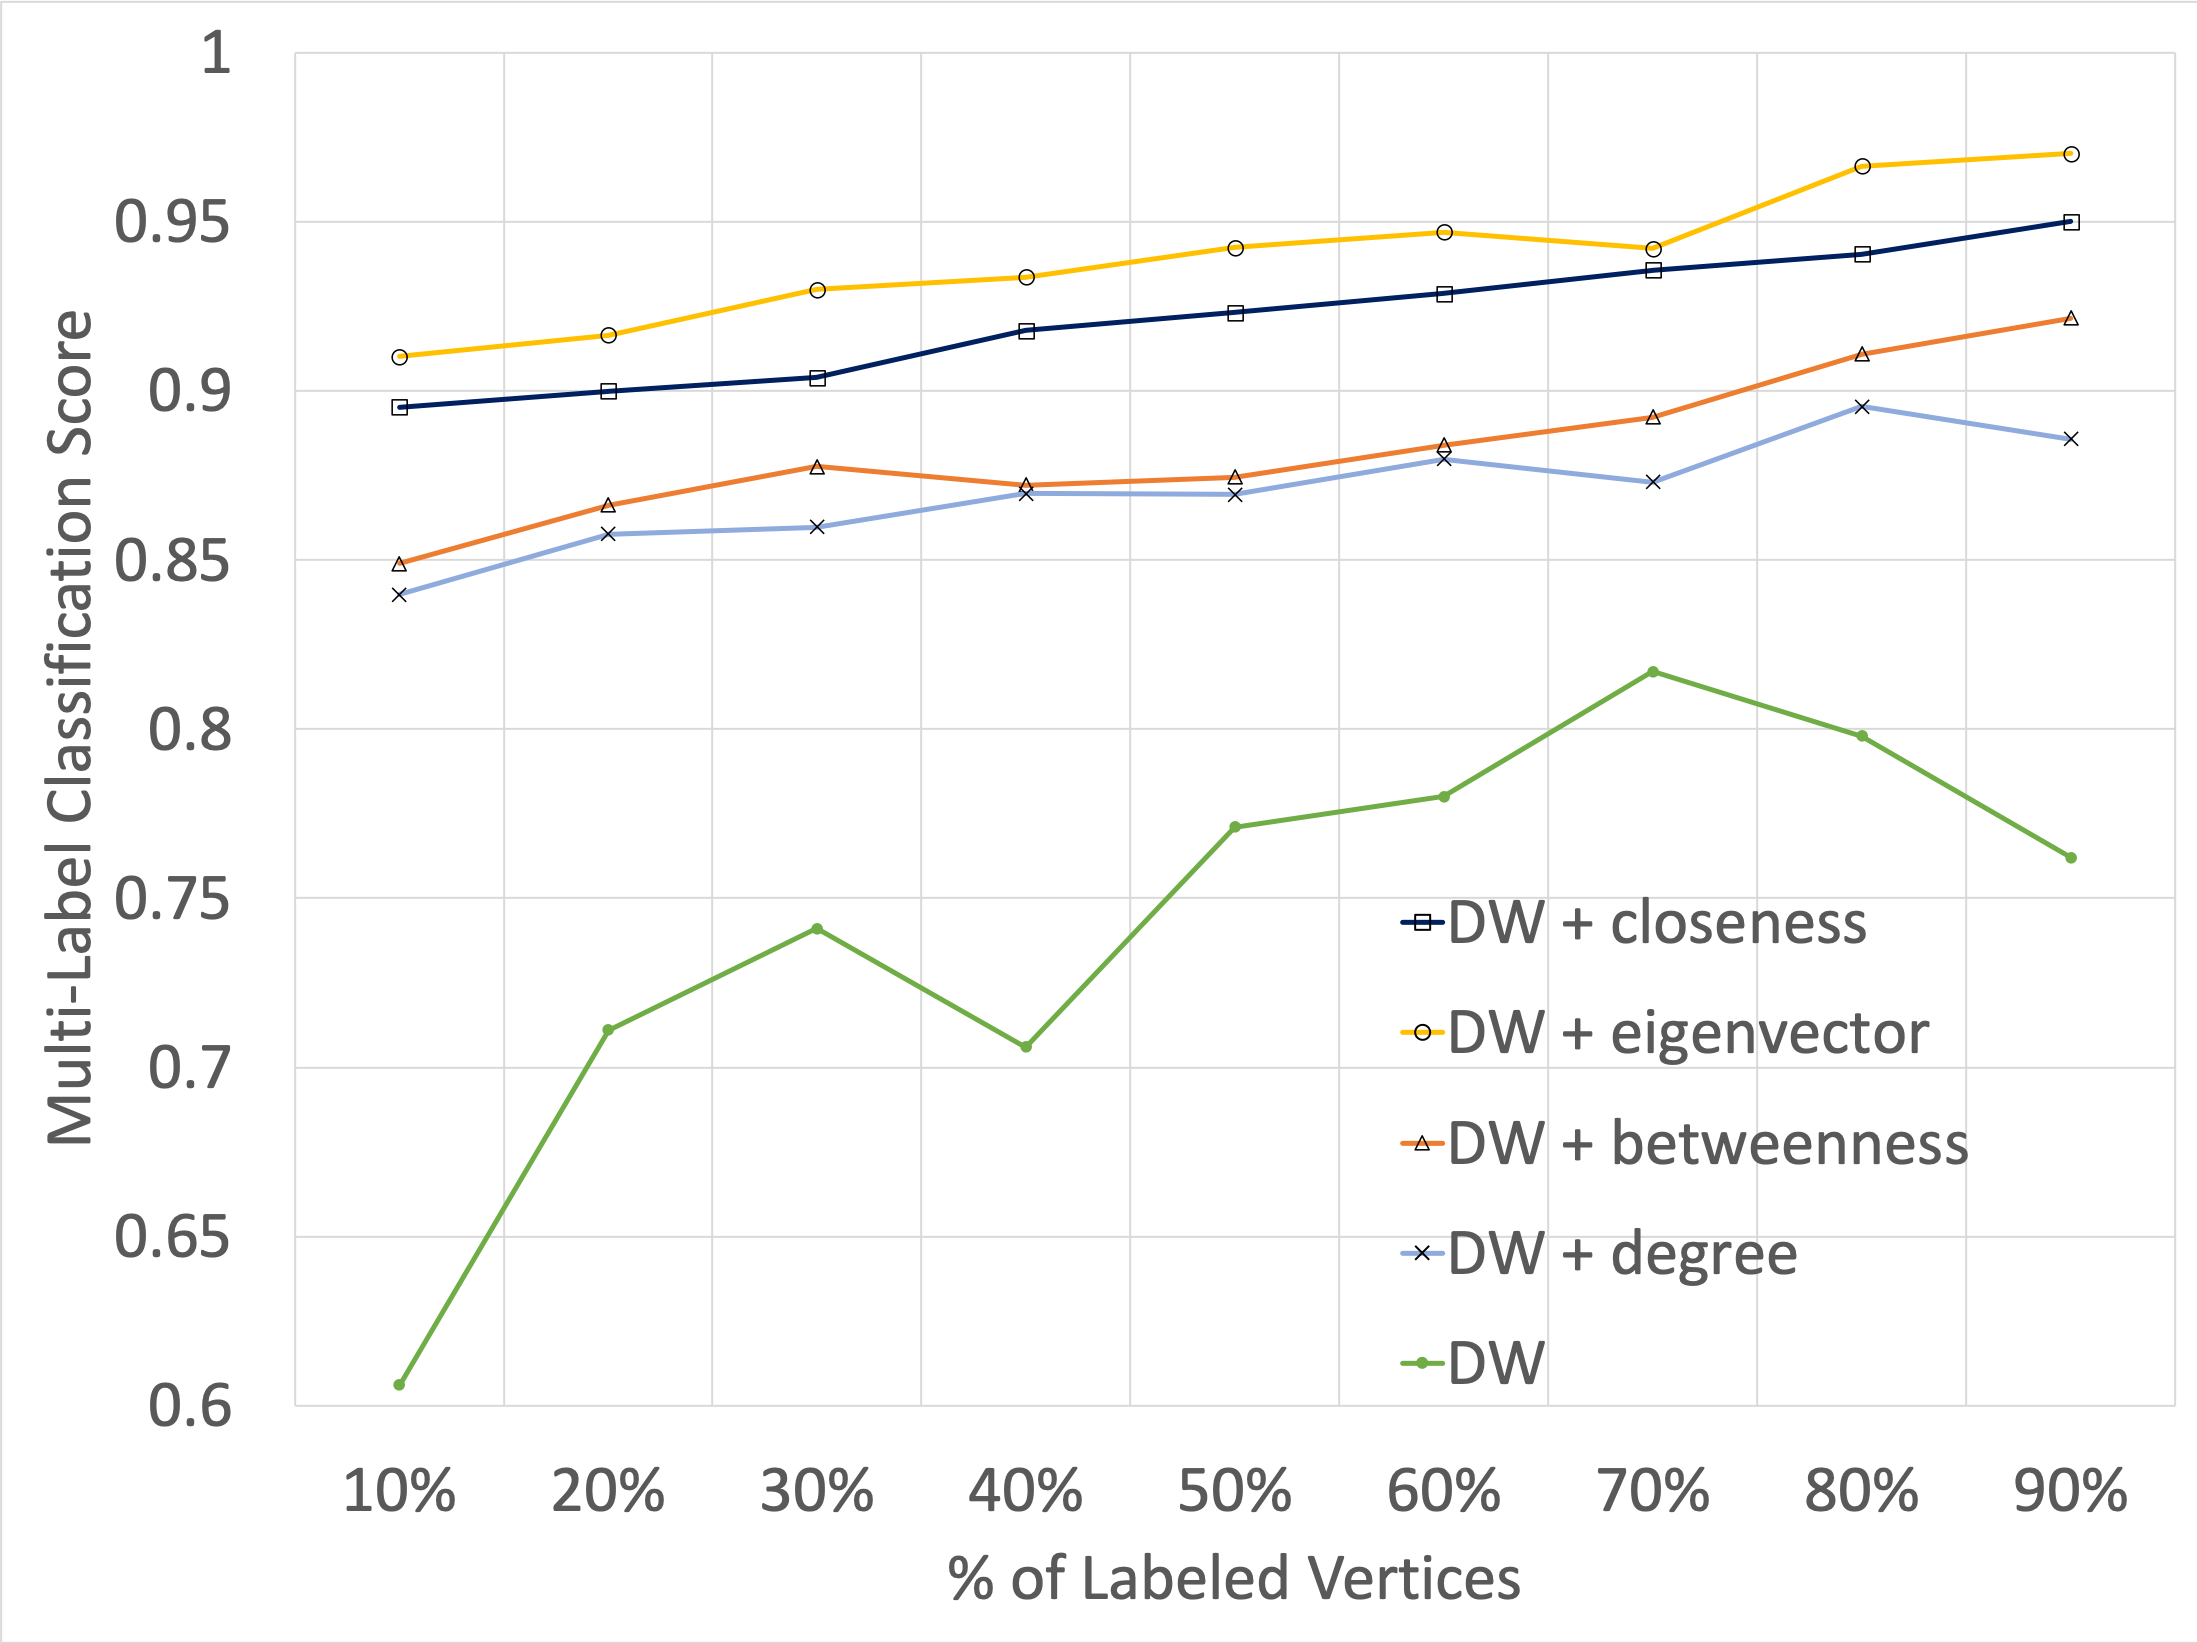 Multi-Label Classification Score
1
0.95
0.9
0.85
0.8
0.75
0.7
0.65
0.6
DW + closeness
DW + eigenvector
DW + betweenness
DW + degree
DW
10% 20% 30% 40% 50% 60% 70% 80% 90%
% of Labeled Vertices